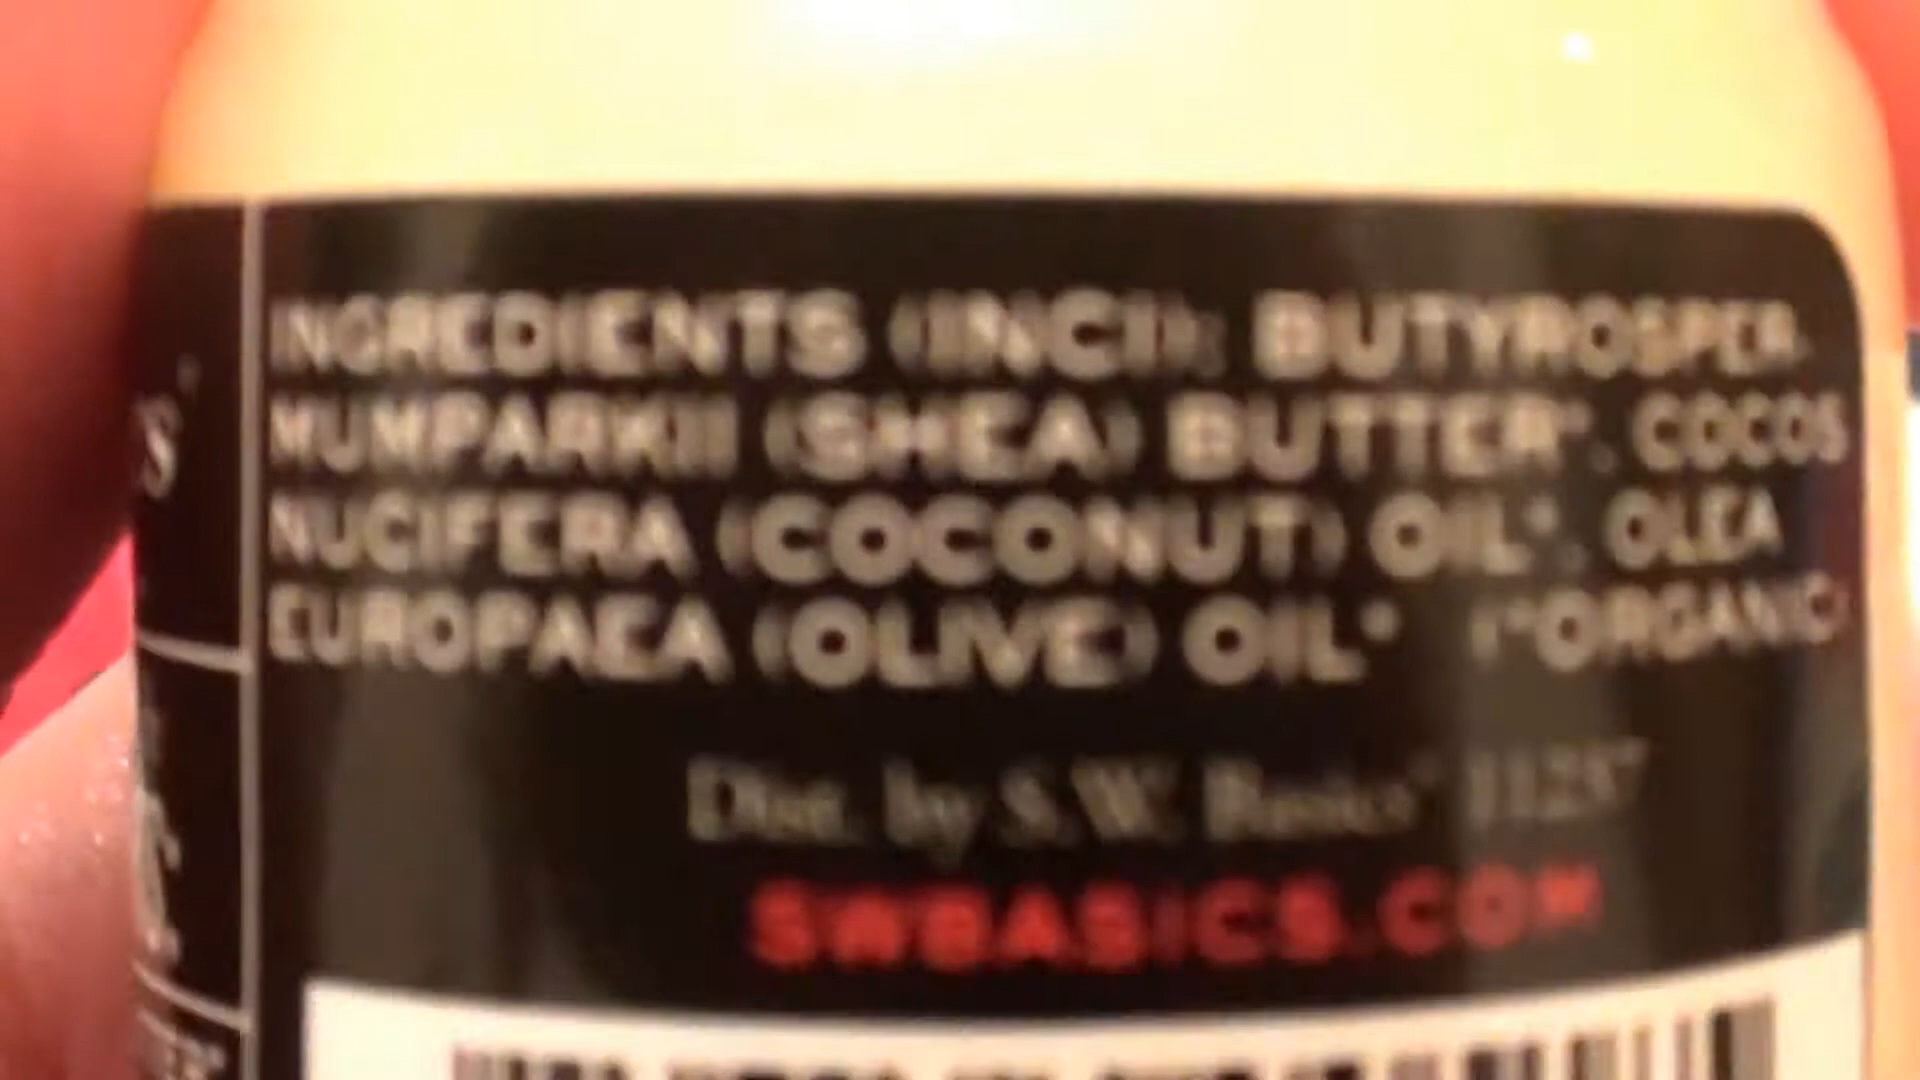 INGREDIENTS (INCI): BUTYROSPER-
MUMPARKII (SHEA) BUTTER*, COCOS
NUCIFERA (COCONUT) OIL*, OLEA
EUROPAEA (OLIVE) OIL* (*ORGANIC)
Dist. by S.W. Basics® 11237
SWBASICS.COM